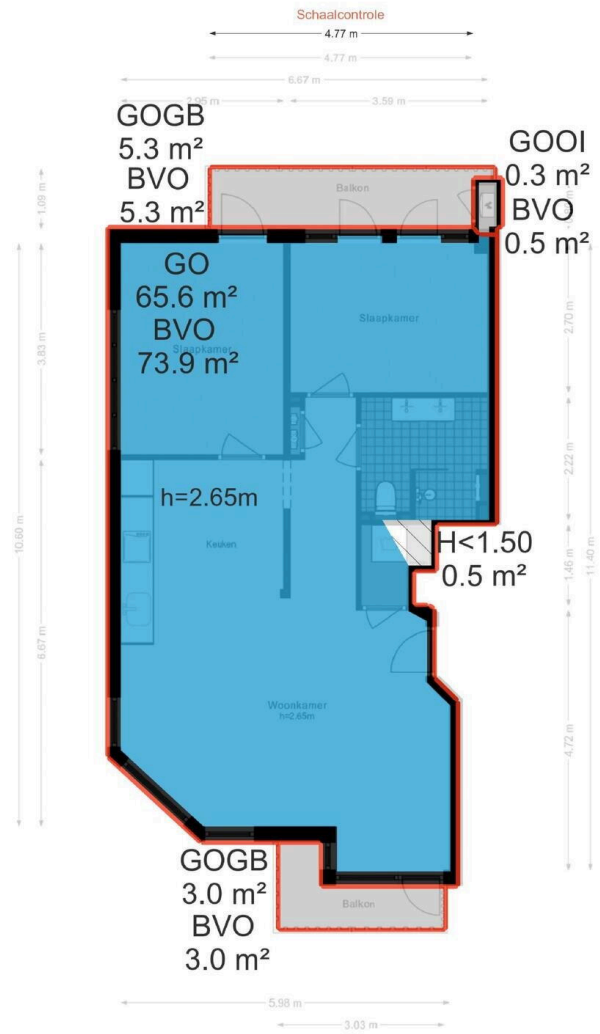 Schaalcontrole
4.77 m
4.77 m
6.67 m
2.95 m
3.59 m
GOGB
5.3 m²
BVO
5.3 m²
Balkon
GOOI
0.3 m²
BVO
0.5 m²
1.09 m
GO
65.6 m²
BVO
73.9 m²
Slaapkamer
Slaapkamer
3.83 m
2.70 m
2.22 m
h=2.65m
Keuken
H<1.50
0.5 m²
1.46 m
10.60 m
11.40 m
6.67 m
Woonkamer
h=2.65m
4.72 m
GOGB
3.0 m²
BVO
3.0 m²
Balkon
5.98 m
3.03 m